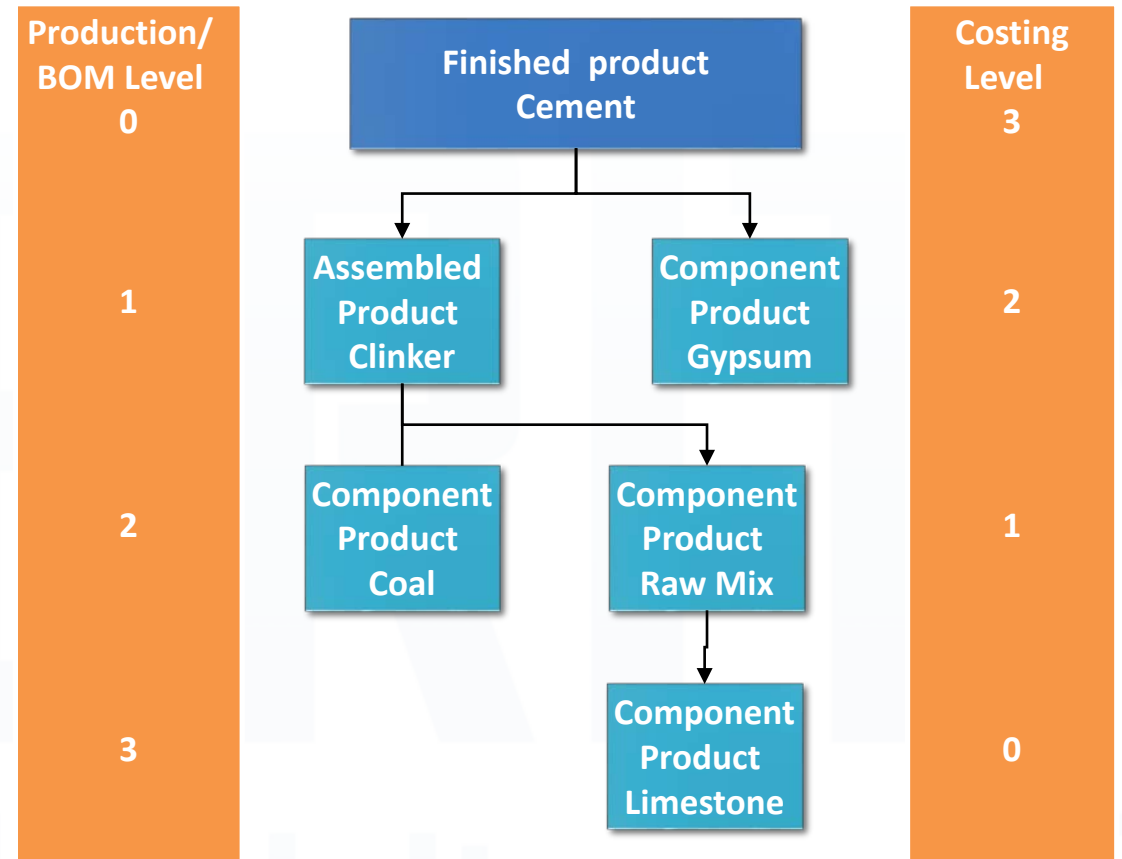 Production/
BOM Level
0
Finished product
Cement
Costing
Level
3
1
Assembled
Product
Clinker
Component
Product
Gypsum
2
2
Component
Product
Coal
Component
Product
Raw Mix
1
3
Component
Product
Limestone
0